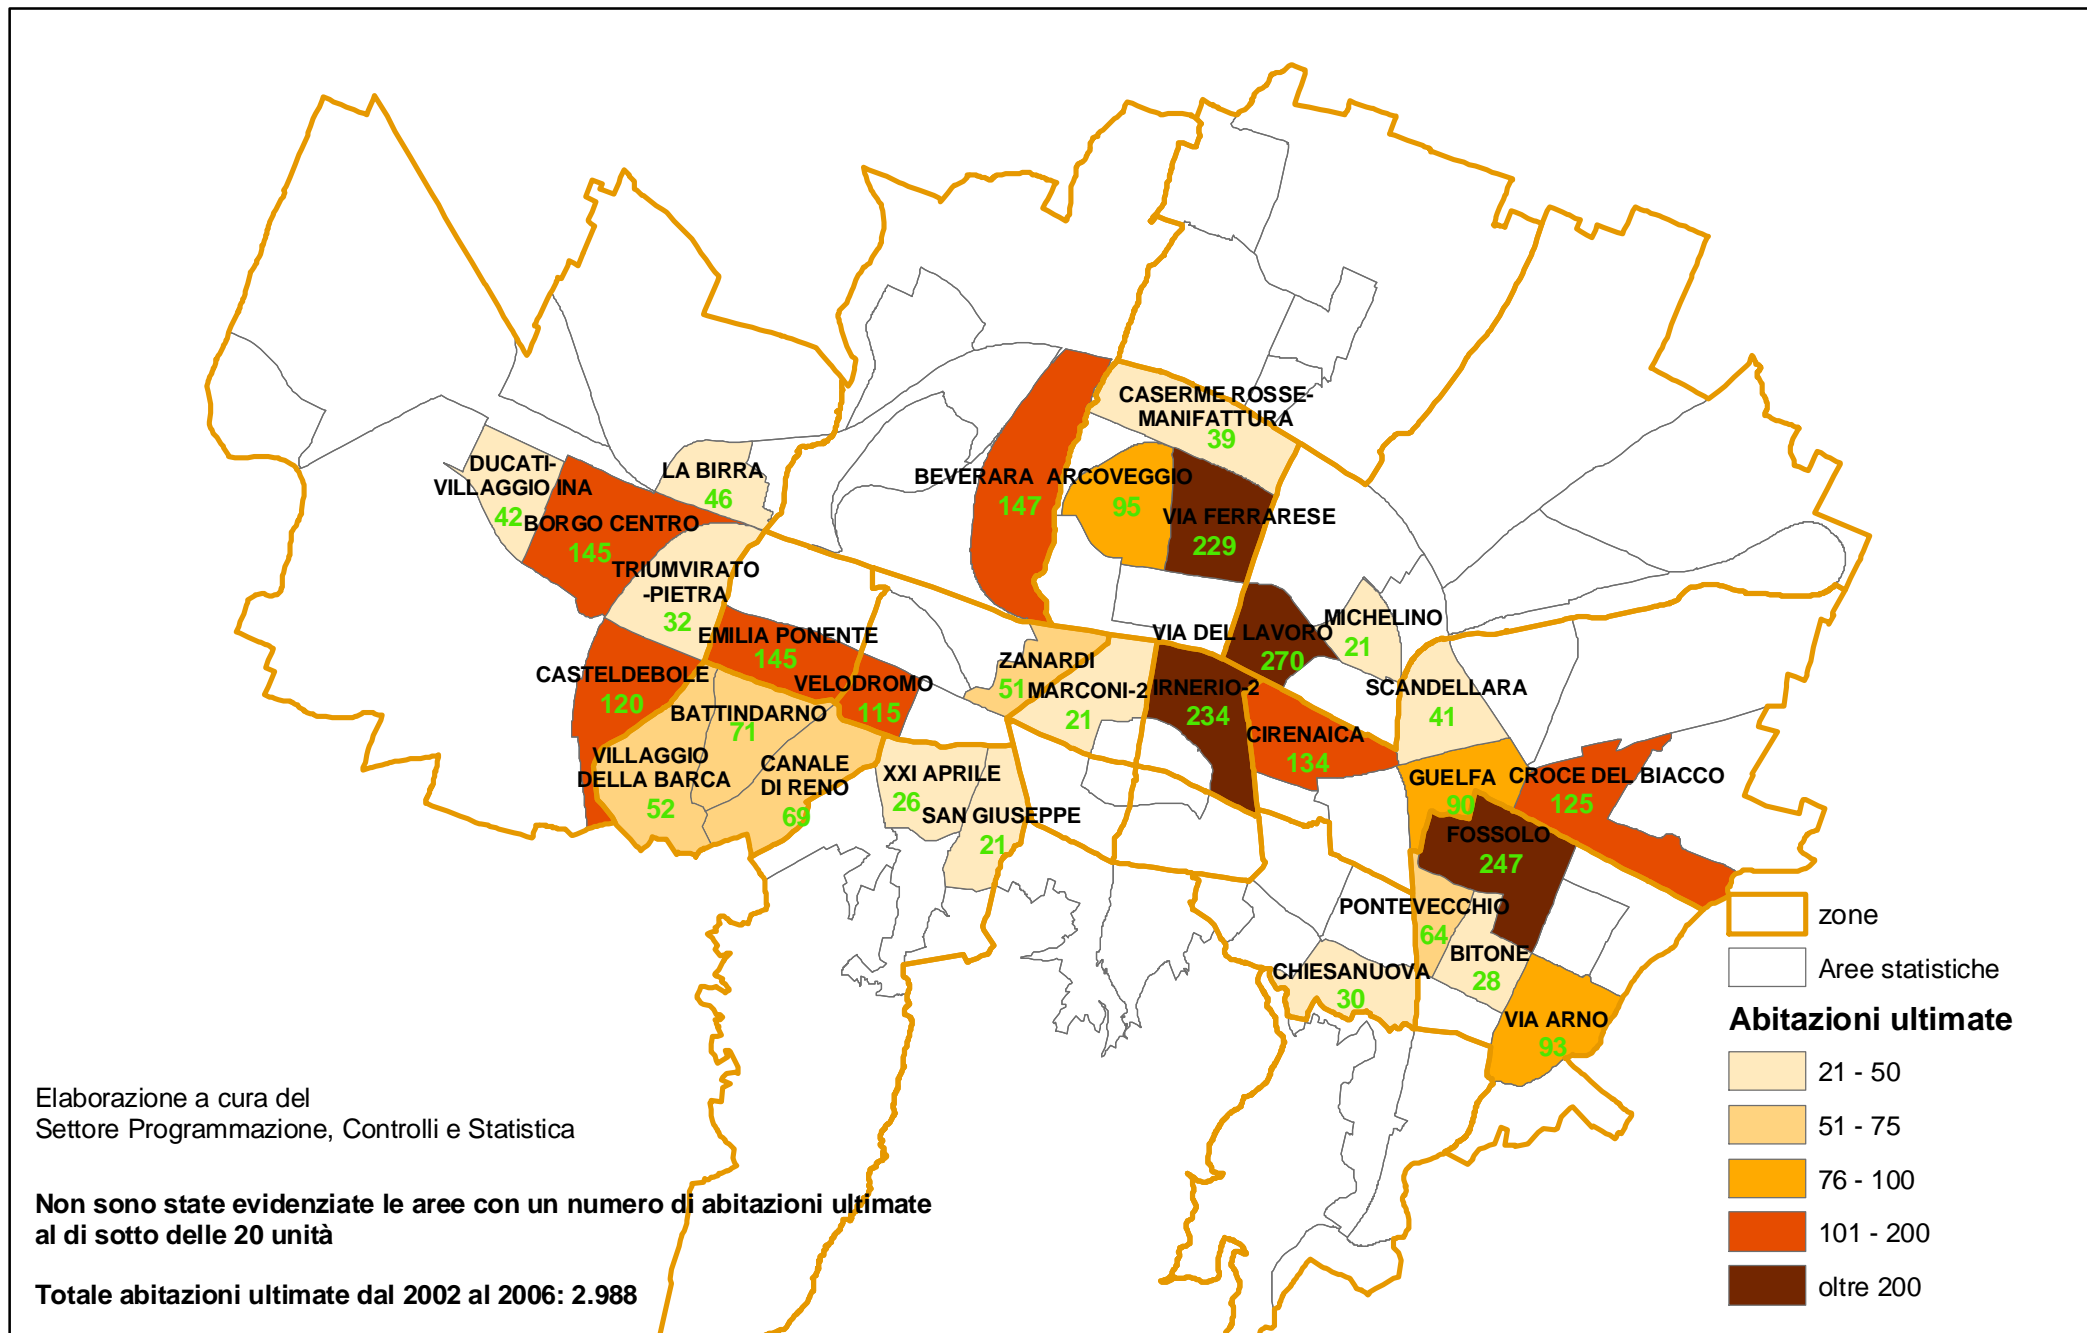 CASERME ROSSE-
MANIFATTURA
39
DUCATI-
VILLAGGIO INA
42
LA BIRRA
46
BEVERARA
147
ARCOVEGGIO
95
VIA FERRARESE
229
BORGO CENTRO
145
TRIUMVIRATO
-PIETRA
32
EMILIA PONENTE
145
VIA DEL LAVORO
270
MICHELINO
21
CASTELDEBOLE
120
VELODROMO
115
ZANARDI
51
MARCONI-2
21
IRNERIO-2
234
SCANDELLARA
41
BATTINDARNO
71
CIRENAICA
134
VILLAGGIO
DELLA BARCA
52
CANALE
DI RENO
69
XXI APRILE
26
SAN GIUSEPPE
21
GUELFA
90
CROCE DEL BIACCO
125
FOSSOLO
247
PONTEVECCHIO
64
BITONE
28
CHIESANUOVA
30
VIA ARNO
93
zone
Aree statistiche
Abitazioni ultimate
21 - 50
51 - 75
76 - 100
101 - 200
oltre 200
Elaborazione a cura del
Settore Programmazione, Controlli e Statistica
Non sono state evidenziate le aree con un numero di abitazioni ultimate
al di sotto delle 20 unità
Totale abitazioni ultimate dal 2002 al 2006: 2.988